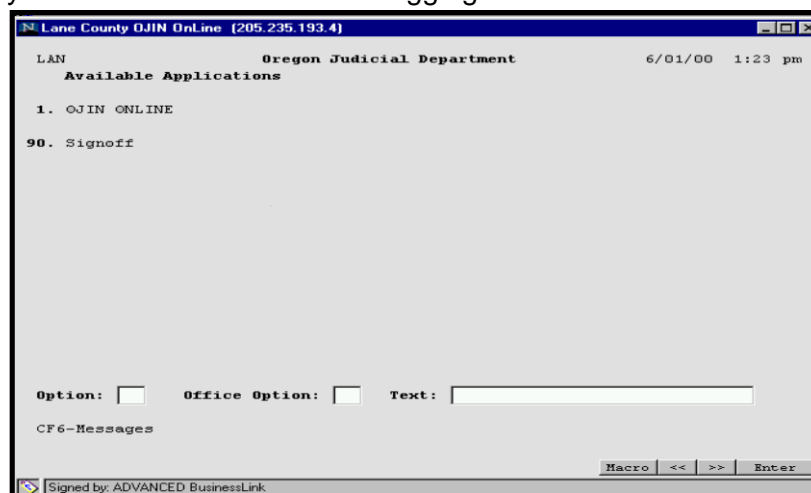 Lane County OJIN OnLine (205.235.193.4)
LAN Oregon Judicial Department 6/01/00 1:23 pm
Available Applications
1. OJIN ONLINE
90. Signoff
Option: Office Option: Text:
CF6-Messages
Macro << >> Enter
Signed by: ADVANCED BusinessLink